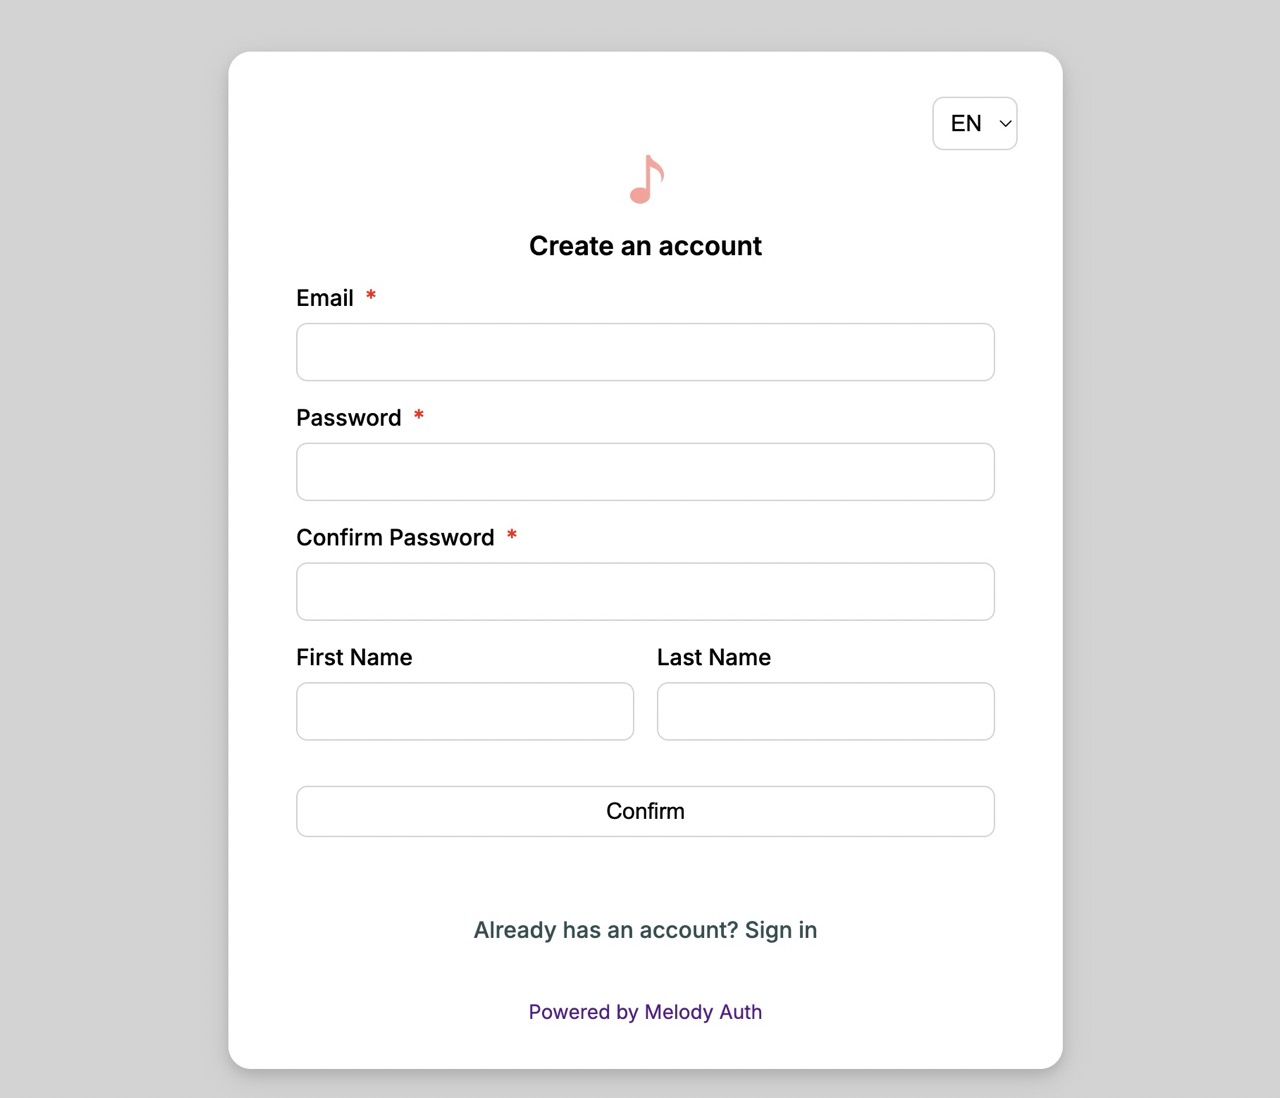 EN
Create an account
Email *
Password *
Confirm Password *
First Name Last Name
Confirm
Already has an account? Sign in
Powered by Melody Auth